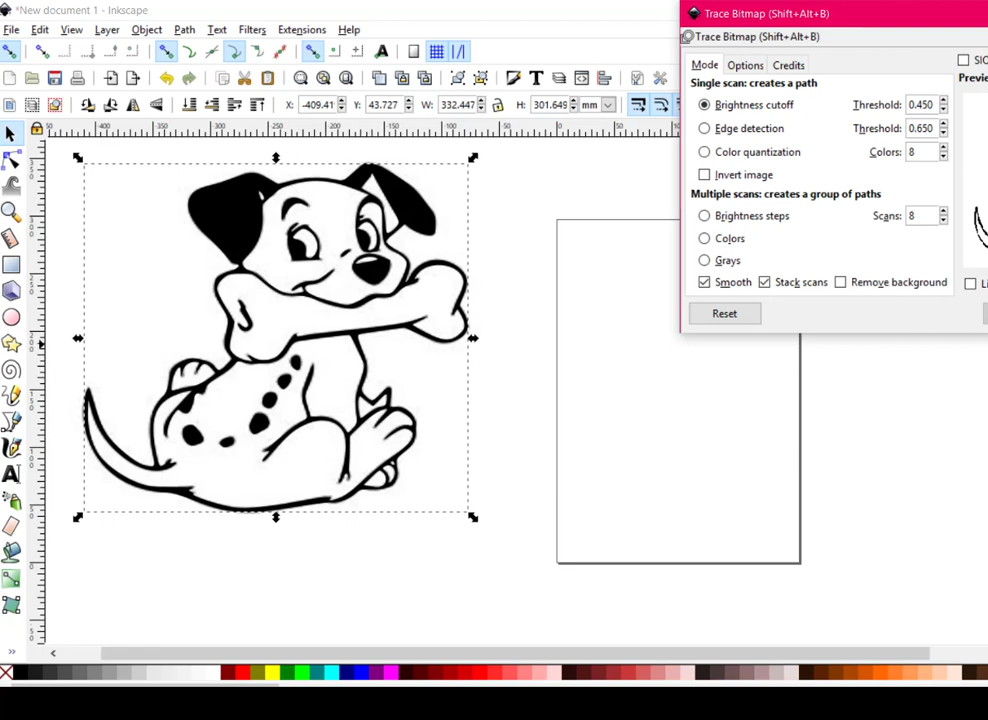 *New document 1 - Inkscape
File Edit View Layer Object Path Text Filters Extensions Help
X: -409.41 Y: 43.727 W: 332.447 H: 301.649 mm
Trace Bitmap (Shift+Alt+B)
Trace Bitmap (Shift+Alt+B)
Mode Options Credits
SIO
Single scan: creates a path
Previe
Brightness cutoff Threshold: 0.450
Edge detection Threshold: 0.650
Color quantization Colors: 8
Invert image
Multiple scans: creates a group of paths
Brightness steps Scans: 8
Colors
Grays
Smooth Stack scans Remove background
Reset